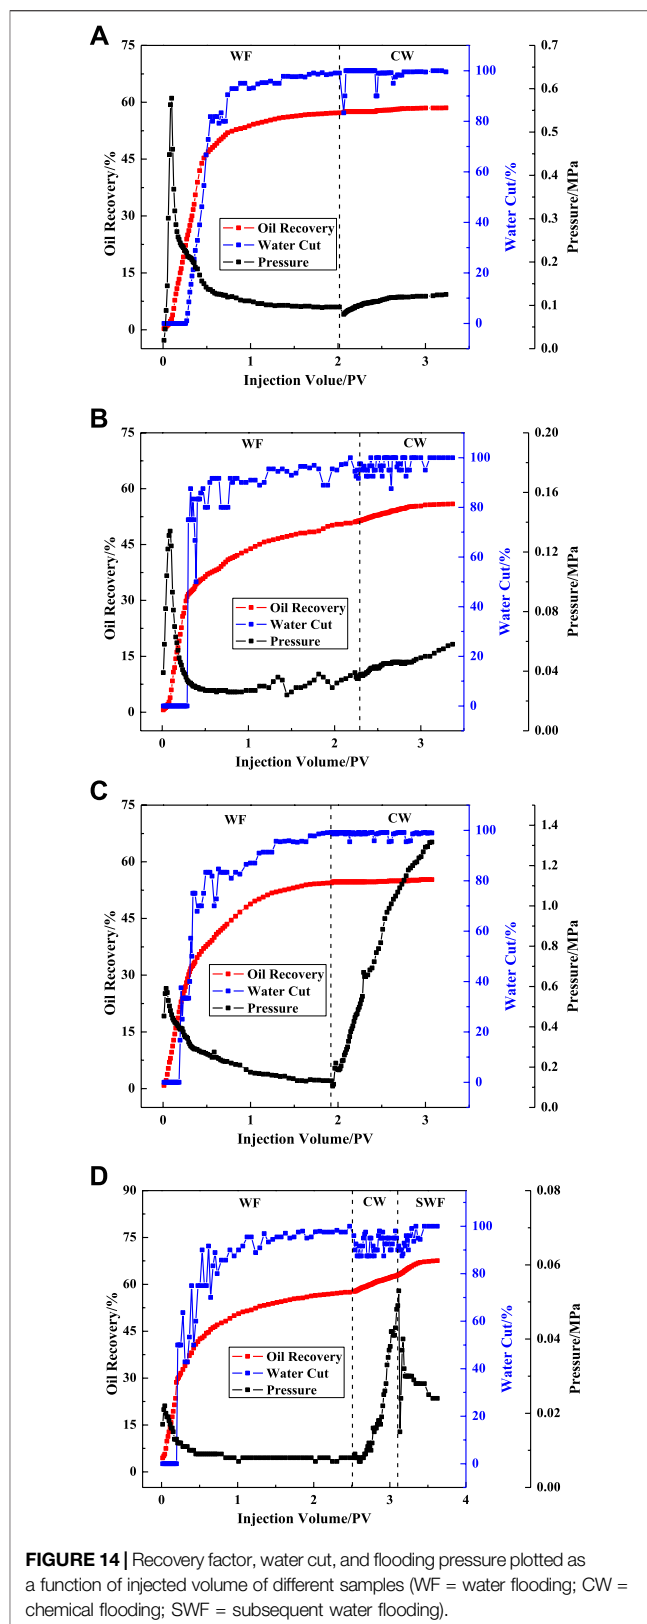 A
WF
CW
75
60
45
30
15
0
Oil Recovery/%
100
80
60
40
20
0
Water Cut/%
0.7
0.6
0.5
0.4
0.3
0.2
0.1
0.0
Pressure/MPa
Oil Recovery
Water Cut
Pressure
0 1 2 3
Injection Volue/PV
B
WF
CW
75
60
45
30
15
0
Oil Recovery/%
100
80
60
40
20
0
Water Cut/%
0.20
0.16
0.12
0.08
0.04
0.00
Pressure/MPa
Oil Recovery
Water Cut
Pressure
0 1 2 3
Injection Volume/PV
C
WF
CW
75
60
45
30
15
0
Oil Recovery/%
100
80
60
40
20
0
Water Cut/%
1.4
1.2
1.0
0.8
0.6
0.4
0.2
0.0
Pressure/MPa
Oil Recovery
Water Cut
Pressure
0 1 2 3
Injection Volume/PV
D
WF
CW
SWF
90
75
60
45
30
15
0
Oil Recovery/%
100
80
60
40
20
0
Water Cut/%
0.08
0.06
0.04
0.02
0.00
Pressure/MPa
Oil Recovery
Water Cut
Pressure
0 1 2 3 4
Injection Volume/PV
FIGURE 14 | Recovery factor, water cut, and flooding pressure plotted as
a function of injected volume of different samples (WF = water flooding; CW =
chemical flooding; SWF = subsequent water flooding).